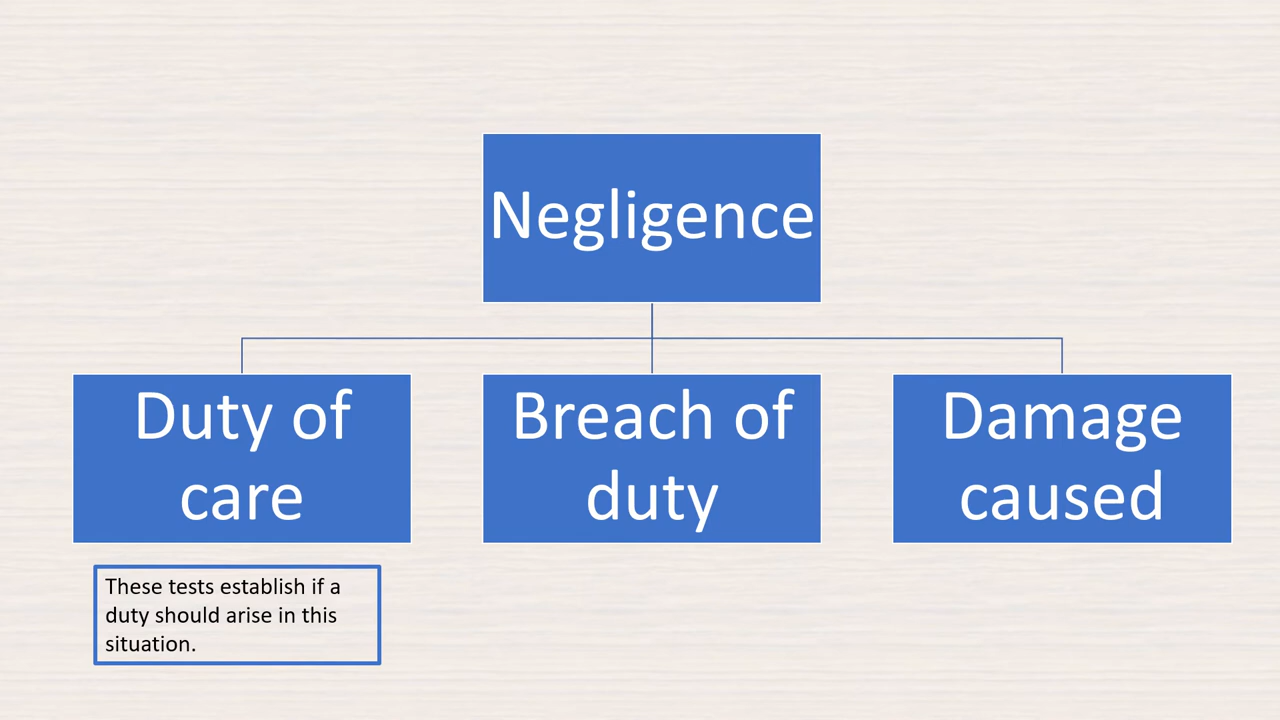 Negligence
Duty of
care
Breach of
duty
Damage
caused
These tests establish if a
duty should arise in this
situation.